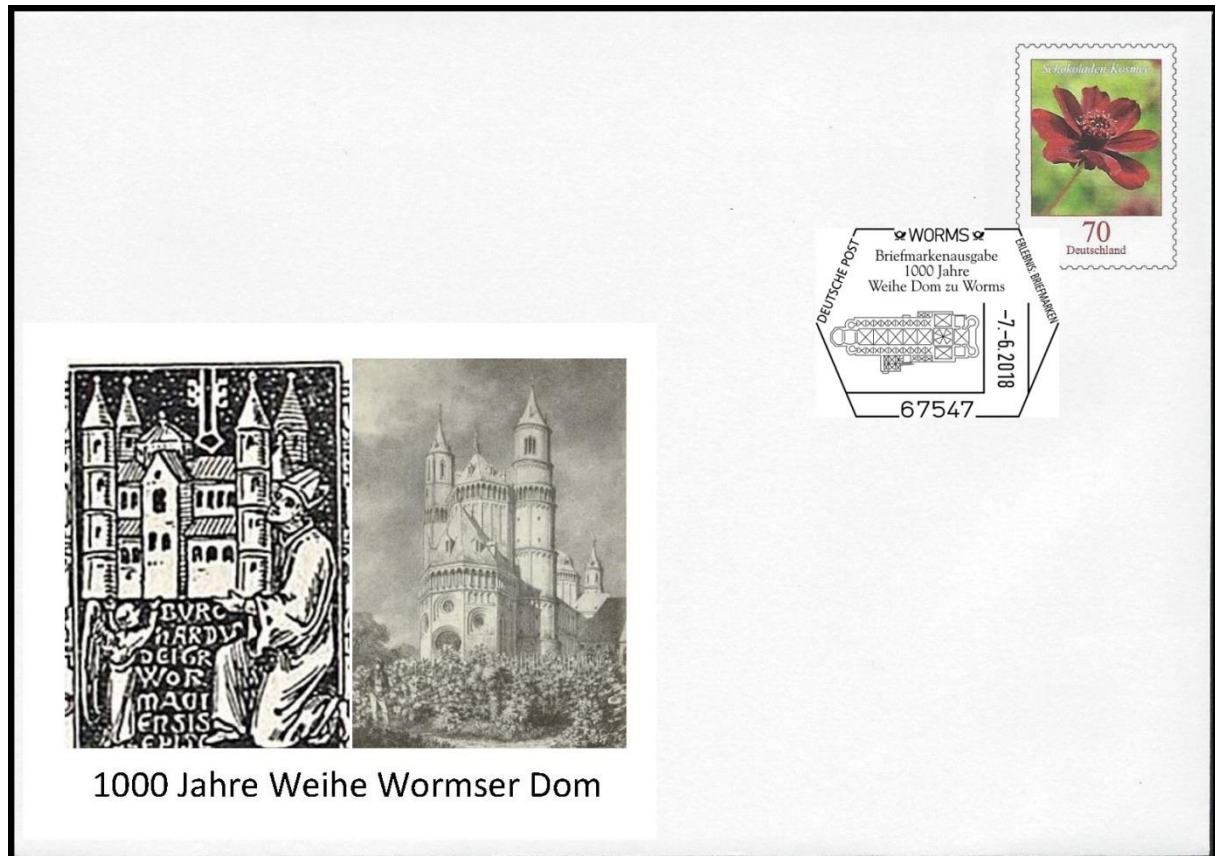 Schokoladen-Kosmee
70
Deutschland
WORMS
Briefmarkenausgabe
1000 Jahre
Weihe Dom zu Worms
DEUTSCHE POST
ERLEBNIS: BRIEFMARKEN
-7.-6.2018
67547
BURC
HARDV
DEI GR
WOR
MACI
ENSIS
1000 Jahre Weihe Wormser Dom